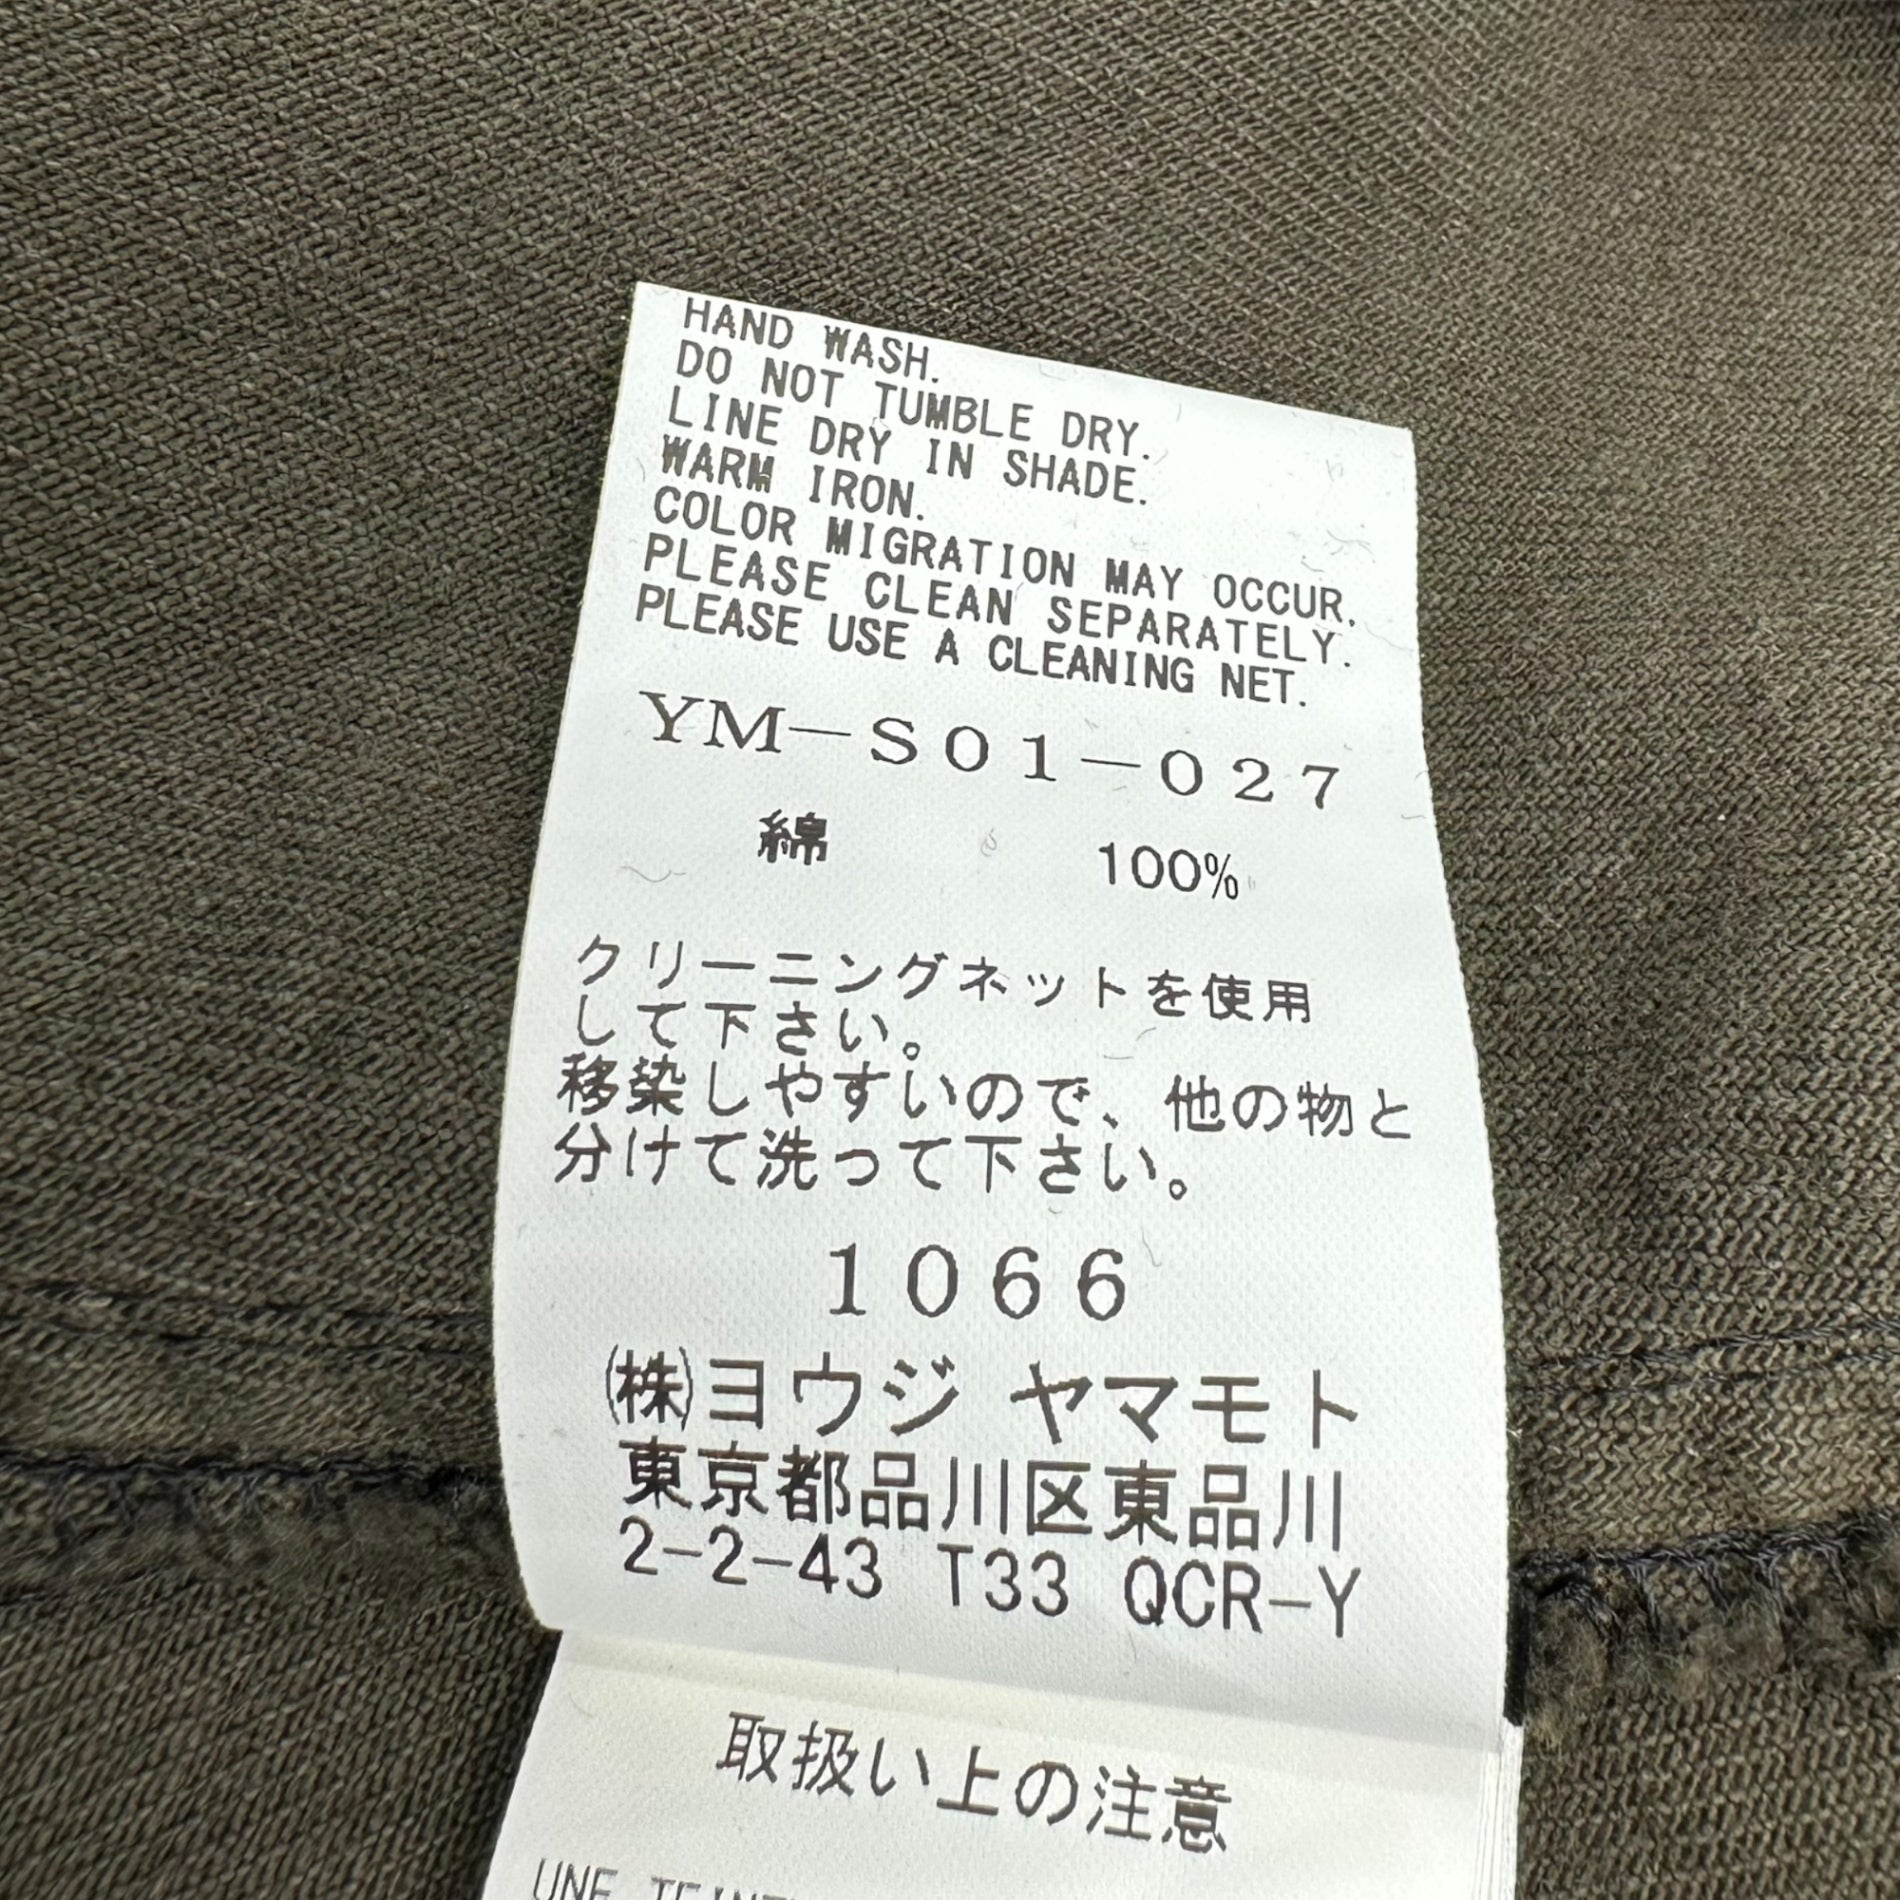 HAND WASH.
DO NOT TUMBLE DRY.
LINE DRY IN SHADE.
WARM IRON.
COLOR MIGRATION MAY OCCUR.
PLEASE CLEAN SEPARATELY.
PLEASE USE A CLEANING NET.
YM-S01-027
綿 100%
クリーニングネットを使用
して下さい。
移染しやすいので、他の物と
分けて洗って下さい。
1066
㈱ヨウジ ヤマモト
東京都品川区東品川
2-2-43 T33 QCR-Y
取扱い上の注意
UNE